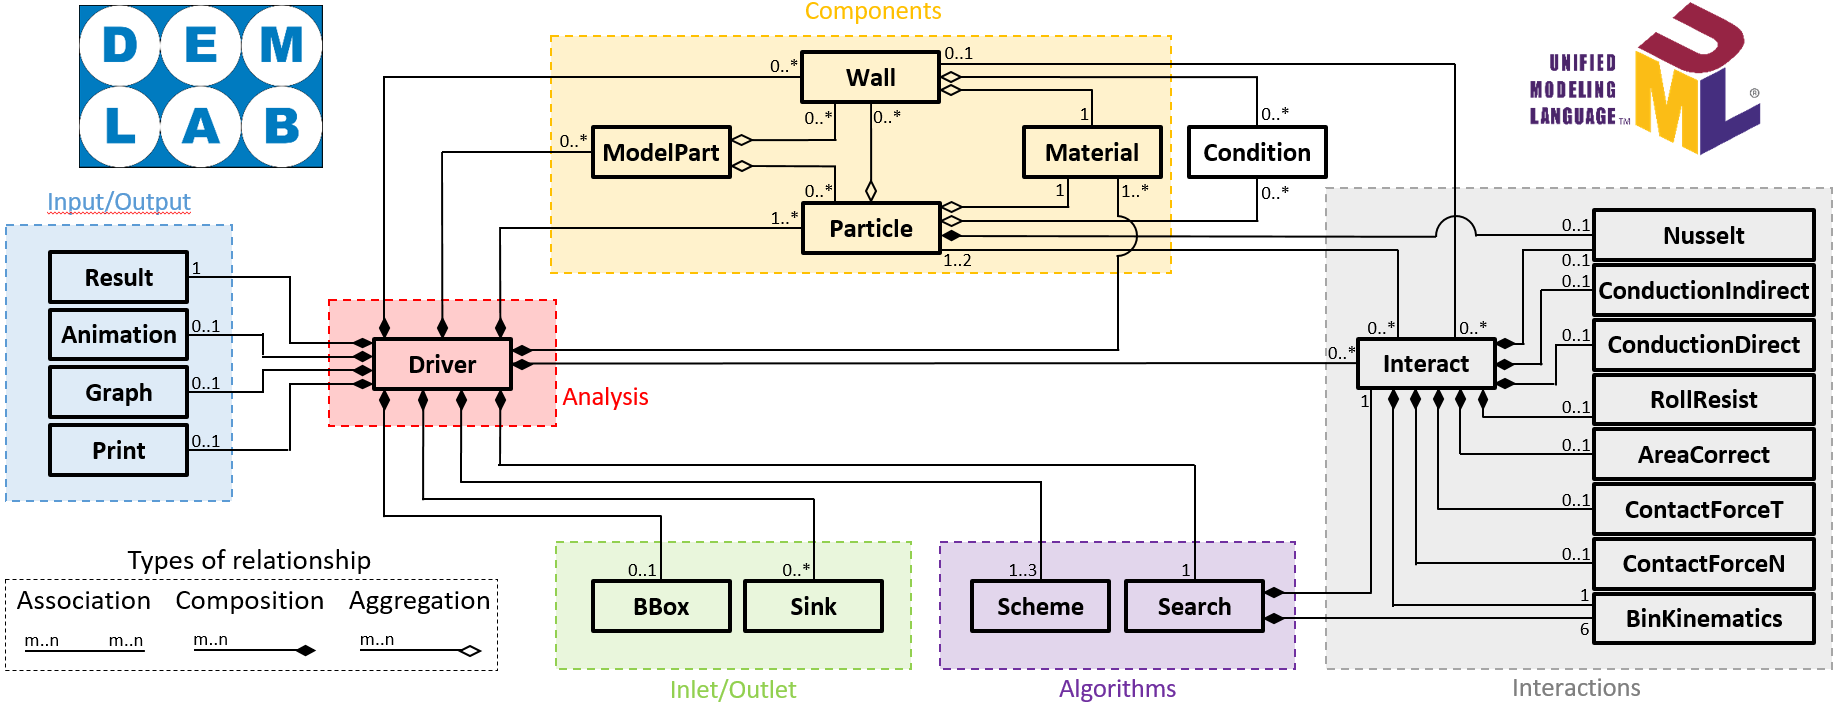 Components
D E M
L A B
UNIFIED
MODELING
LANGUAGE™
UML®
0..*
Wall
0..1
0..*
0..*
1
0..*
0..*
ModelPart
Material
Condition
0..*
1
1..*
0..*
Input/Output
1..*
Particle
1..2
0..1
Nusselt
0..1
Result
1
0..1
ConductionIndirect
Animation
0..1
0..*
0..*
0..1
ConductionDirect
0..*
Driver
Interact
Graph
0..1
Analysis
1
0..1
RollResist
Print
0..1
0..1
AreaCorrect
0..1
ContactForceT
Types of relationship
0..1
ContactForceN
0..1
0..*
1..3
1
Association Composition Aggregation
BBox
Sink
Scheme
Search
1
BinKinematics
6
m..n m..n m..n m..n
Inlet/Outlet
Algorithms
Interactions